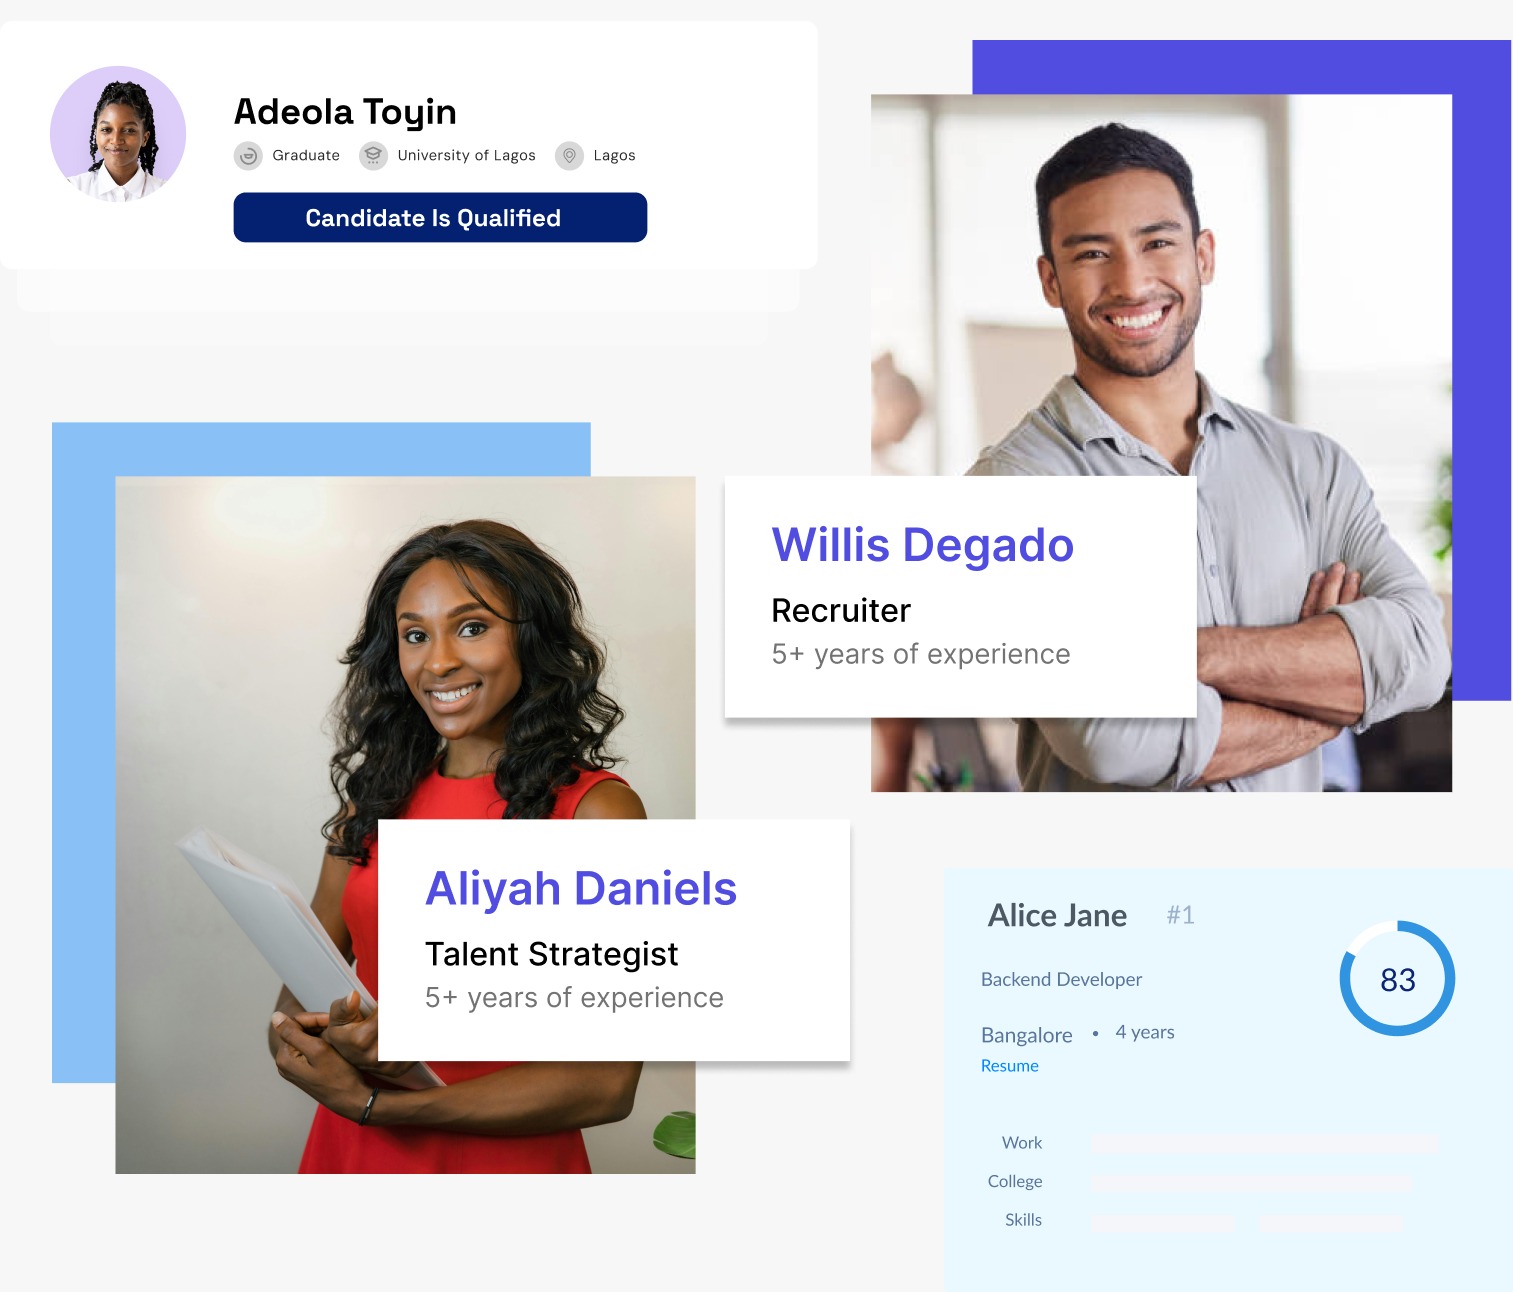 Adeola Toyin
Graduate University of Lagos Lagos
Candidate Is Qualified
Willis Degado
Recruiter
5+ years of experience
Aliyah Daniels
Talent Strategist
5+ years of experience
Alice Jane #1
83
Backend Developer
Bangalore • 4 years
Resume
Work
College
Skills